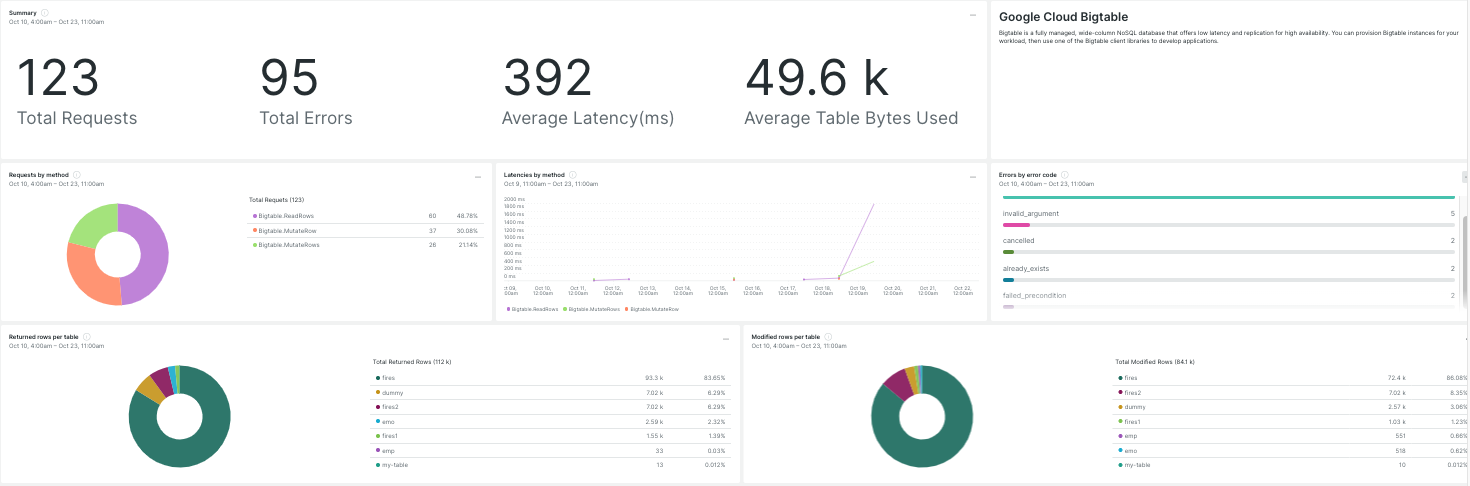 Summary
Oct 10, 4:00am – Oct 23, 11:00am
123
Total Requests
95
Total Errors
392
Average Latency(ms)
49.6 k
Average Table Bytes Used
Google Cloud Bigtable
Bigtable is a fully managed, wide-column NoSQL database that offers low latency and replication for high availability. You can provision Bigtable instances for your
workload, then use one of the Bigtable client libraries to develop applications.
Requests by method
Oct 10, 4:00am – Oct 23, 11:00am
Total Requets (123)
Bigtable.ReadRows 60 48.78%
Bigtable.MutateRow 37 30.08%
Bigtable.MutateRows 26 21.14%
Latencies by method
Oct 9, 11:00am – Oct 23, 11:00am
2000 ms
1800 ms
1600 ms
1400 ms
1200 ms
1000 ms
800 ms
600 ms
400 ms
200 ms
0 ms
Oct 10, Oct 11, Oct 12, Oct 13, Oct 14, Oct 15, Oct 16, Oct 17, Oct 18, Oct 19, Oct 20, Oct 21, Oct 22,
12:00am 12:00am 12:00am 12:00am 12:00am 12:00am 12:00am 12:00am 12:00am 12:00am 12:00am 12:00am 12:00am
Bigtable.ReadRows Bigtable.MutateRows Bigtable.MutateRow
Errors by error code
Oct 10, 4:00am – Oct 23, 11:00am
invalid_argument 5
cancelled 2
already_exists 2
failed_precondition 2
Returned rows per table
Oct 10, 4:00am – Oct 23, 11:00am
Total Returned Rows (112 k)
fires 93.3 k 83.65%
dummy 7.02 k 6.29%
fires2 7.02 k 6.29%
emo 2.59 k 2.32%
fires1 1.55 k 1.39%
emp 33 0.03%
my-table 13 0.012%
Modified rows per table
Oct 10, 4:00am – Oct 23, 11:00am
Total Modified Rows (84.1 k)
fires 72.4 k 86.08%
fires2 7.02 k 8.35%
dummy 2.57 k 3.06%
fires1 1.03 k 1.23%
emp 551 0.66%
emo 518 0.62%
my-table 10 0.012%